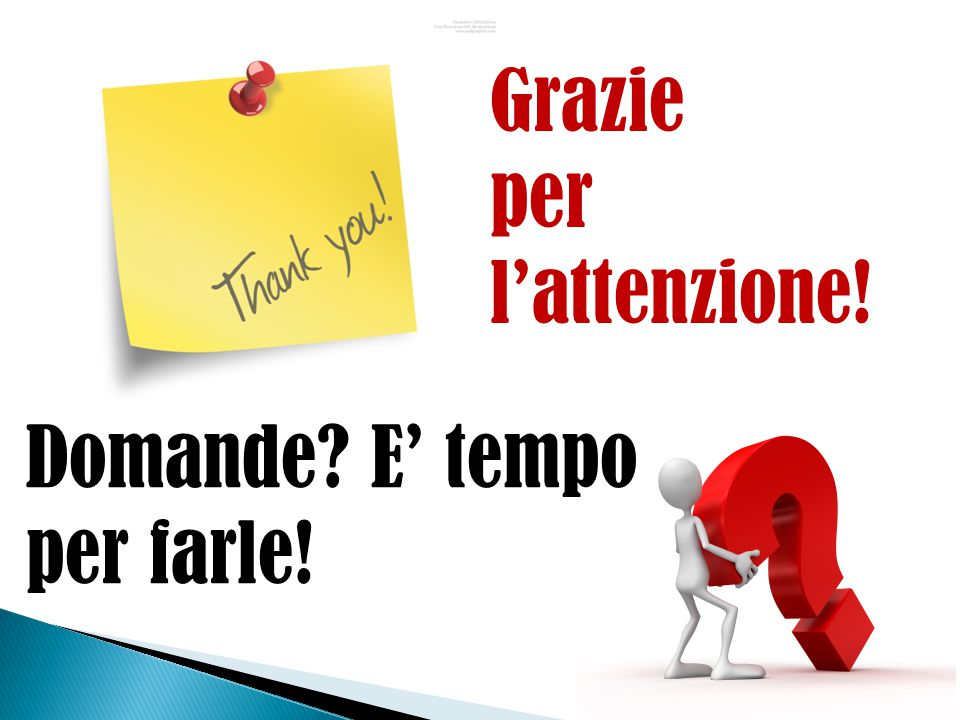 Thank you!
Grazie
per
l’attenzione!
Domande? E’ tempo
per farle!